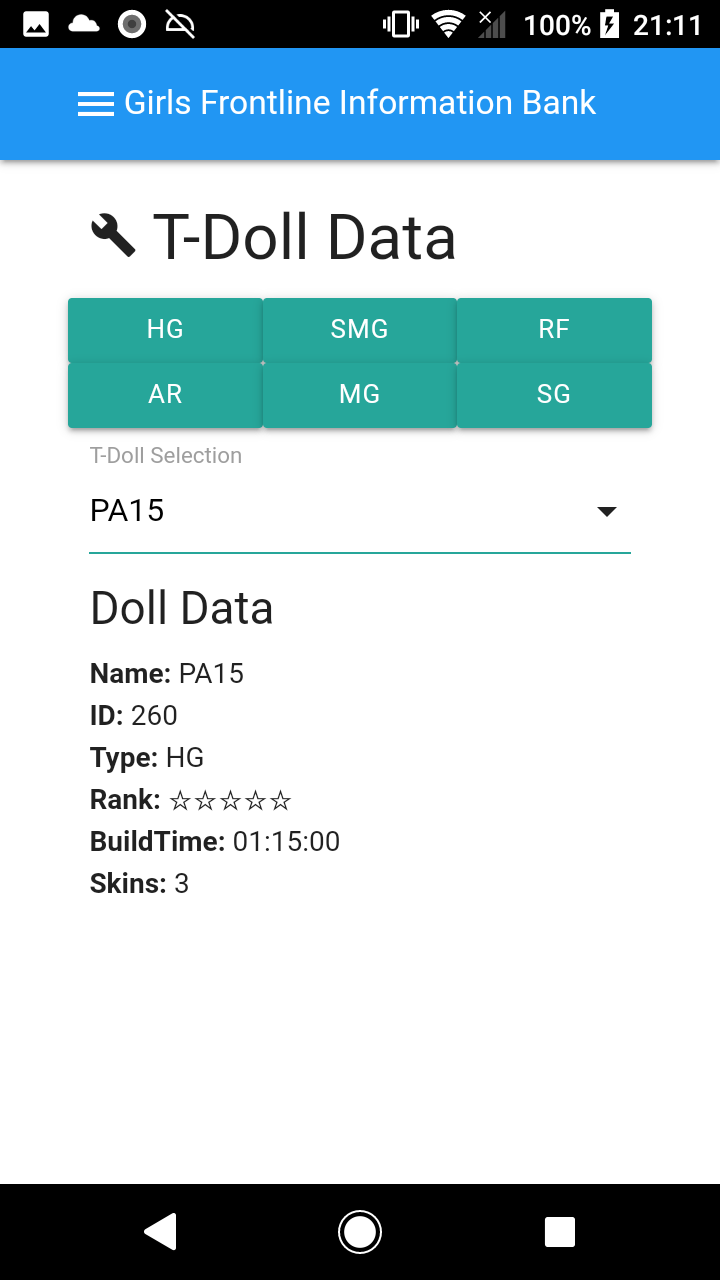 100% 21:11
Girls Frontline Information Bank
T-Doll Data
HG SMG RF
AR MG SG
T-Doll Selection
PA15
Doll Data
Name: PA15
ID: 260
Type: HG
Rank: ☆☆☆☆☆
BuildTime: 01:15:00
Skins: 3